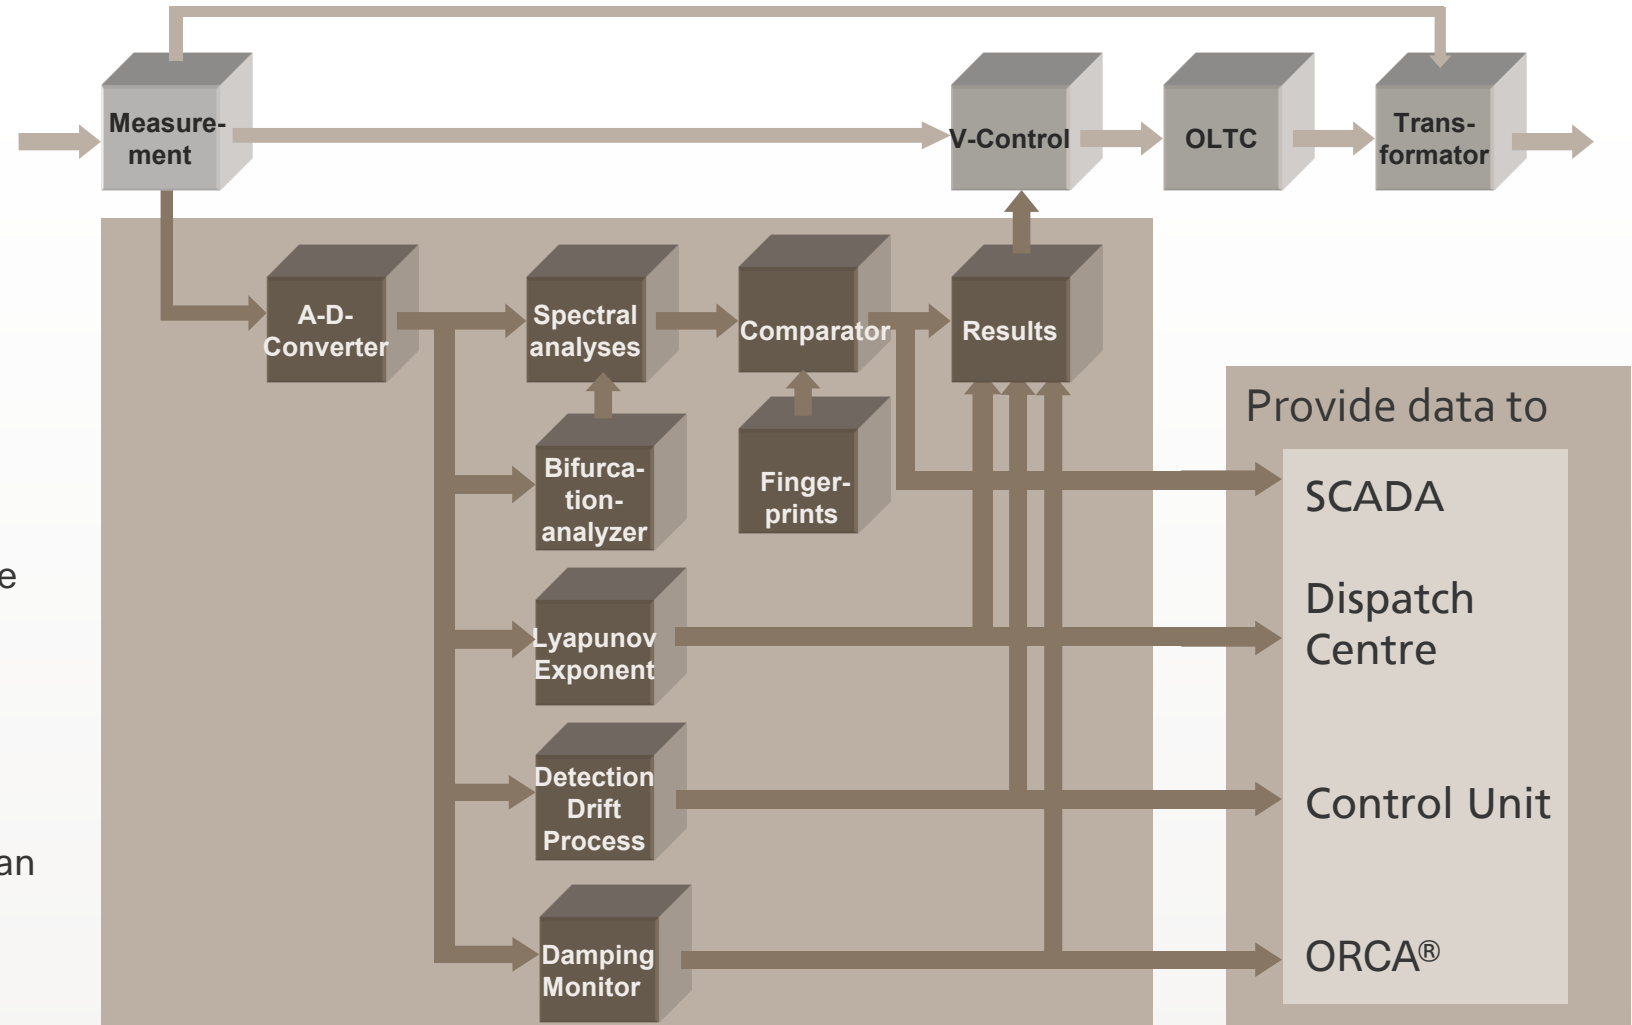 Measure-
ment
V-Control
OLTC
Trans-
formator
A-D-
Converter
Spectral
analyses
Comparator
Results
Bifurca-
tion-
analyzer
Finger-
prints
Lyapunov
Exponent
Detection
Drift
Process
Damping
Monitor
Provide data to
SCADA
Dispatch
Centre
Control Unit
ORCA®
e
an